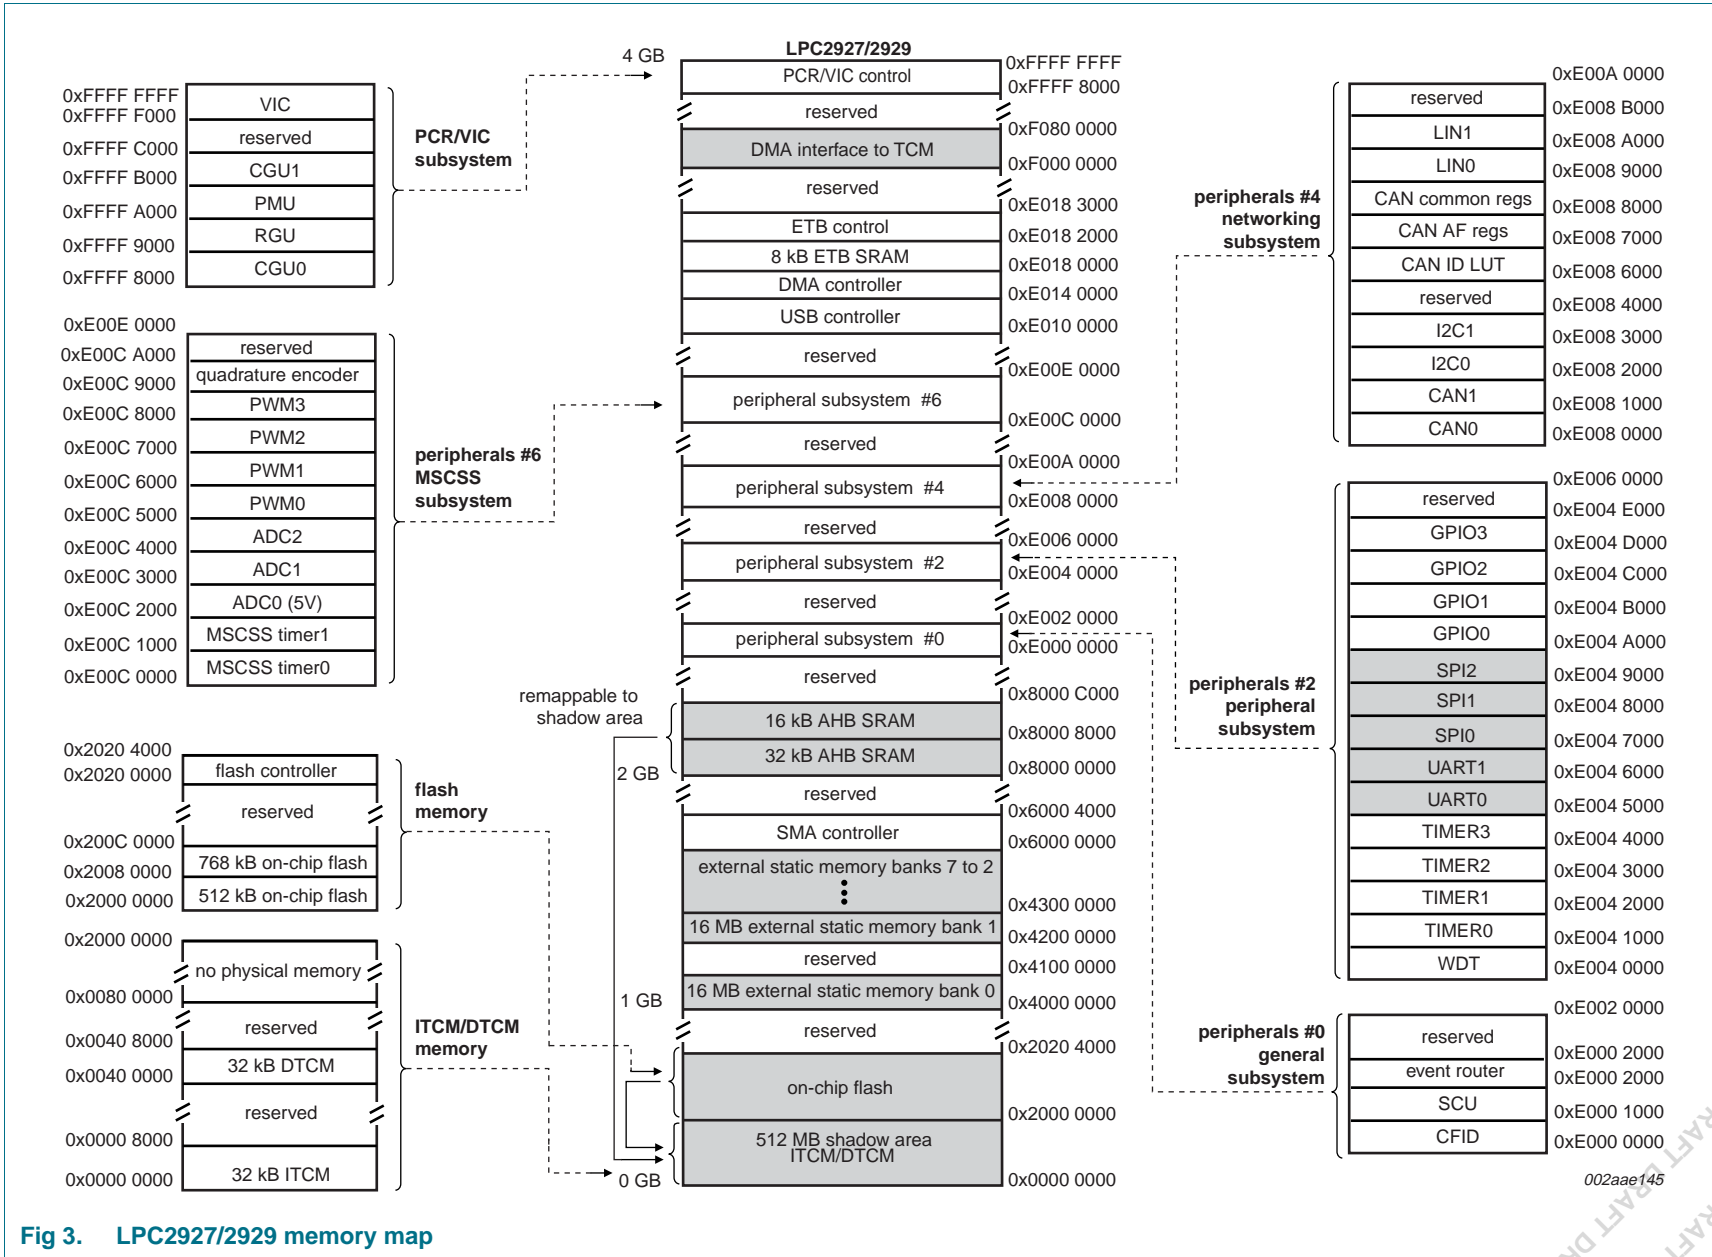 LPC2927/2929
4 GB
0xFFFF FFFF
PCR/VIC control
0xFFFF 8000
reserved
0xF080 0000
DMA interface to TCM
0xF000 0000
reserved
0xE018 3000
ETB control
0xE018 2000
8 kB ETB SRAM
0xE018 0000
DMA controller
0xE014 0000
USB controller
0xE010 0000
reserved
0xE00E 0000
peripheral subsystem #6
0xE00C 0000
reserved
0xE00A 0000
peripheral subsystem #4
0xE008 0000
reserved
0xE006 0000
peripheral subsystem #2
0xE004 0000
reserved
0xE002 0000
peripheral subsystem #0
0xE000 0000
reserved
0x8000 C000
16 kB AHB SRAM
0x8000 8000
32 kB AHB SRAM
0x8000 0000
reserved
0x6000 4000
SMA controller
0x6000 0000
external static memory banks 7 to 2
0x4300 0000
16 MB external static memory bank 1
0x4200 0000
reserved
0x4100 0000
16 MB external static memory bank 0
0x4000 0000
reserved
0x2020 4000
on-chip flash
0x2000 0000
512 MB shadow area
ITCM/DTCM
0x0000 0000
remappable to
shadow area
2 GB
1 GB
0 GB
0xFFFF FFFF
VIC
0xFFFF F000
reserved
0xFFFF C000
CGU1
0xFFFF B000
PMU
0xFFFF A000
RGU
0xFFFF 9000
CGU0
0xFFFF 8000
PCR/VIC
subsystem
0xE00E 0000
reserved
0xE00C A000
quadrature encoder
0xE00C 9000
PWM3
0xE00C 8000
PWM2
0xE00C 7000
PWM1
0xE00C 6000
PWM0
0xE00C 5000
ADC2
0xE00C 4000
ADC1
0xE00C 3000
ADC0 (5V)
0xE00C 2000
MSCSS timer1
0xE00C 1000
MSCSS timer0
0xE00C 0000
peripherals #6
MSCSS
subsystem
0x2020 4000
flash controller
0x2020 0000
reserved
0x200C 0000
768 kB on-chip flash
0x2008 0000
512 kB on-chip flash
0x2000 0000
flash
memory
0x2000 0000
no physical memory
0x0080 0000
reserved
0x0040 8000
32 kB DTCM
0x0040 0000
reserved
0x0000 8000
32 kB ITCM
0x0000 0000
ITCM/DTCM
memory
0xE00A 0000
reserved
0xE008 B000
LIN1
0xE008 A000
LIN0
0xE008 9000
CAN common regs
0xE008 8000
CAN AF regs
0xE008 7000
CAN ID LUT
0xE008 6000
reserved
0xE008 4000
I2C1
0xE008 3000
I2C0
0xE008 2000
CAN1
0xE008 1000
CAN0
0xE008 0000
peripherals #4
networking
subsystem
0xE006 0000
reserved
0xE004 E000
GPIO3
0xE004 D000
GPIO2
0xE004 C000
GPIO1
0xE004 B000
GPIO0
0xE004 A000
SPI2
0xE004 9000
SPI1
0xE004 8000
SPI0
0xE004 7000
UART1
0xE004 6000
UART0
0xE004 5000
TIMER3
0xE004 4000
TIMER2
0xE004 3000
TIMER1
0xE004 2000
TIMER0
0xE004 1000
WDT
0xE004 0000
peripherals #2
peripheral
subsystem
0xE002 0000
reserved
0xE000 2000
event router
0xE000 2000
SCU
0xE000 1000
CFID
0xE000 0000
peripherals #0
general
subsystem
002aae145
Fig 3. LPC2927/2929 memory map